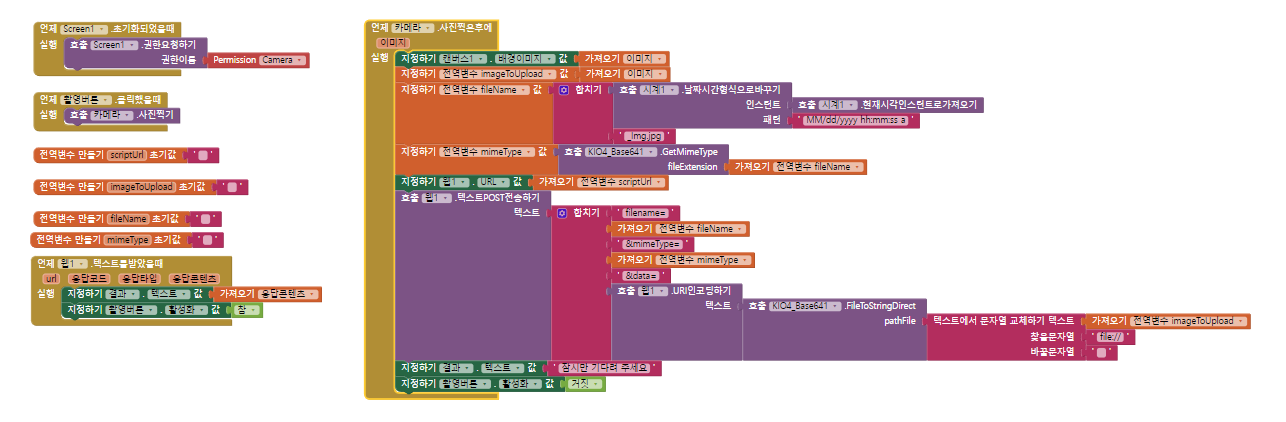 언제 Screen1 .초기화되었을때
실행 호출 Screen1 .권한요청하기
권한이름 Permission Camera
언제 촬영버튼 .클릭했을때
실행 호출 카메라 .사진찍기
전역변수 만들기 scriptUrl 초기값 " "
전역변수 만들기 imageToUpload 초기값 " "
전역변수 만들기 fileName 초기값 " "
전역변수 만들기 mimeType 초기값 " "
언제 웹1 .텍스트를받았을때
url 응답코드 응답타입 응답콘텐츠
실행 지정하기 결과 . 텍스트 값 가져오기 응답콘텐츠
지정하기 촬영버튼 . 활성화 값 참
언제 카메라 .사진찍은후에
이미지
실행 지정하기 캔버스1 . 배경이미지 값 가져오기 이미지
지정하기 전역변수 imageToUpload 값 가져오기 이미지
지정하기 전역변수 fileName 값 합치기 호출 시계1 .날짜시간형식으로바꾸기
인스턴트 호출 시계1 .현재시각인스턴트로가져오기
패턴 " MM/dd/yyyy hh:mm:ss a "
" _Img.jpg "
지정하기 전역변수 mimeType 값 호출 KIO4_Base641 .GetMimeType
fileExtension 가져오기 전역변수 fileName
지정하기 웹1 . URL 값 가져오기 전역변수 scriptUrl
호출 웹1 .텍스트POST전송하기
텍스트 합치기 " filename= "
가져오기 전역변수 fileName
" &mimeType= "
가져오기 전역변수 mimeType
" &data= "
호출 웹1 .URI인코딩하기
텍스트 호출 KIO4_Base641 .FileToStringDirect
pathFile 텍스트에서 문자열 교체하기 텍스트 가져오기 전역변수 imageToUpload
찾을문자열 " file:// "
바꿀문자열 " "
지정하기 결과 . 텍스트 값 " 잠시만 기다려 주세요 "
지정하기 촬영버튼 . 활성화 값 거짓